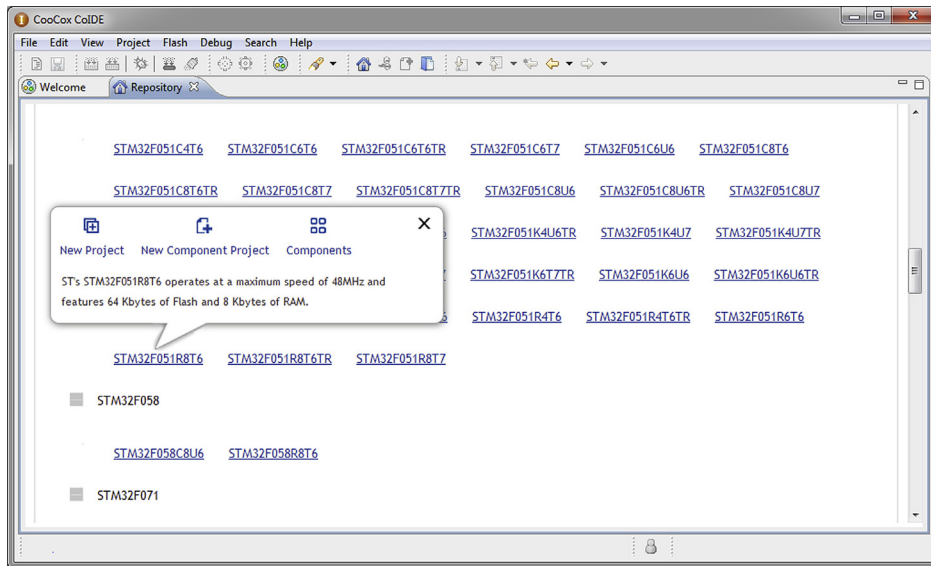 CooCox CoIDE
File Edit View Project Flash Debug Search Help
Welcome Repository
STM32F051C4T6 STM32F051C6T6 STM32F051C6T6TR STM32F051C6T7 STM32F051C6U6 STM32F051C8T6
STM32F051C8T6TR STM32F051C8T7 STM32F051C8T7TR STM32F051C8U6 STM32F051C8U6TR STM32F051C8U7
STM32F051K4U6TR STM32F051K4U7 STM32F051K4U7TR
New Project New Component Project Components
STM32F051K6T7TR STM32F051K6U6 STM32F051K6U6TR
ST's STM32F051R8T6 operates at a maximum speed of 48MHz and
features 64 Kbytes of Flash and 8 Kbytes of RAM.
STM32F051R4T6 STM32F051R4T6TR STM32F051R6T6
STM32F051R8T6 STM32F051R8T6TR STM32F051R8T7
STM32F058
STM32F058C8U6 STM32F058R8T6
STM32F071